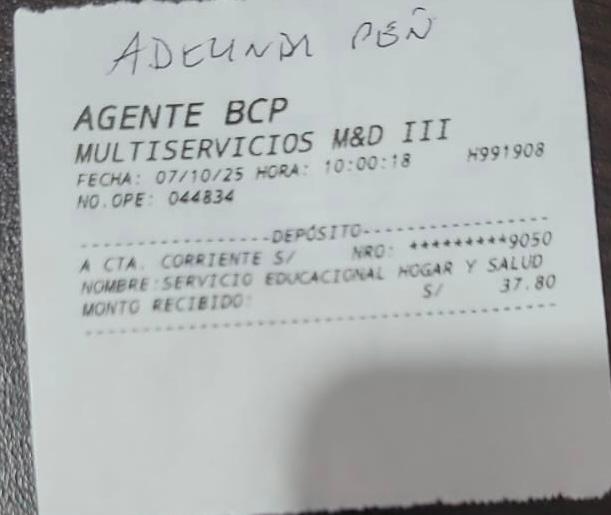 ADELINDA PEÑ
AGENTE BCP
MULTISERVICIOS M&D III
FECHA: 07/10/25 HORA: 10:00:18 H991908
NO.OPE: 044834
-----------------DEPÓSITO-----------------
A CTA. CORRIENTE S/ NRO: *********9050
NOMBRE:SERVICIO EDUCACIONAL HOGAR Y SALUD
MONTO RECIBIDO: S/ 37.80
------------------------------------------